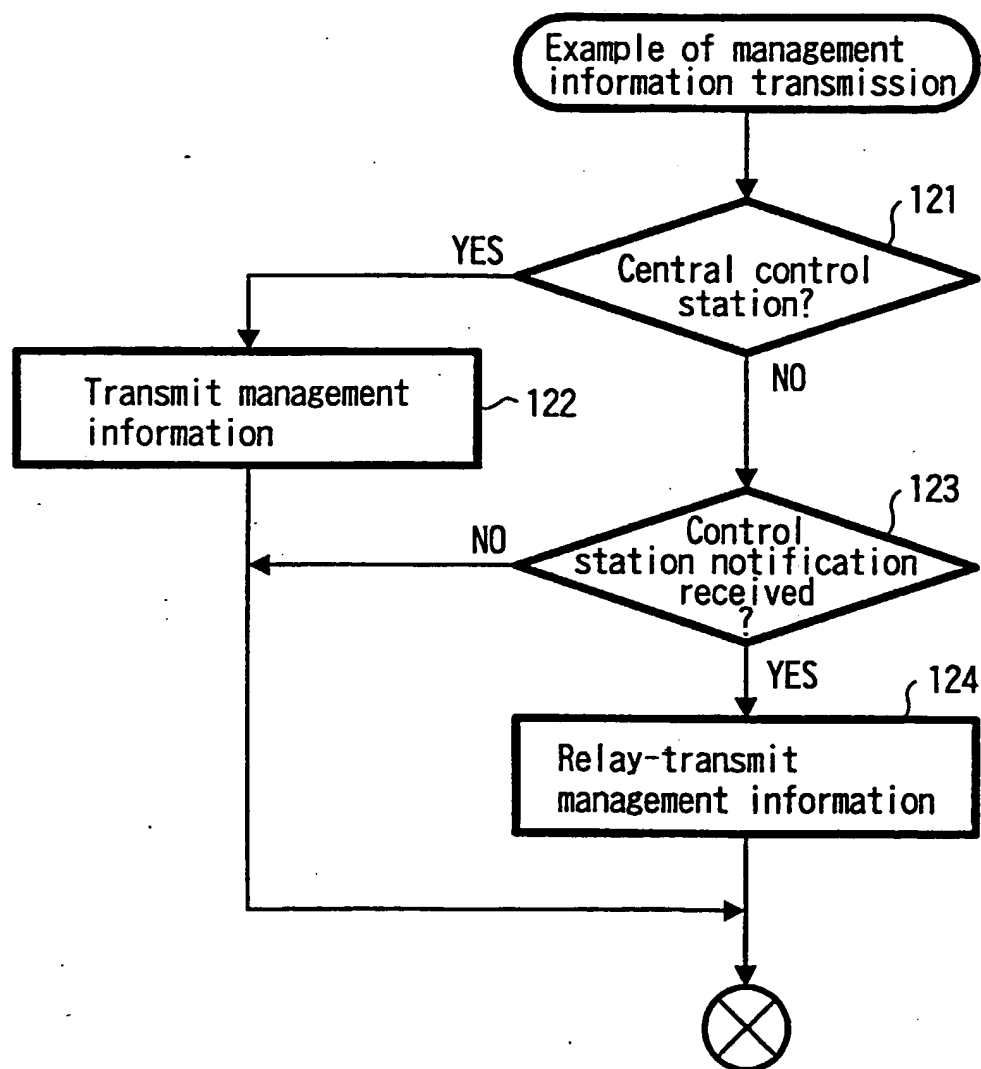 Example of management
information transmission
121
YES
Central control
station?
NO
Transmit management
information
122
123
NO
Control
station notification
received
?
YES
124
Relay-transmit
management information